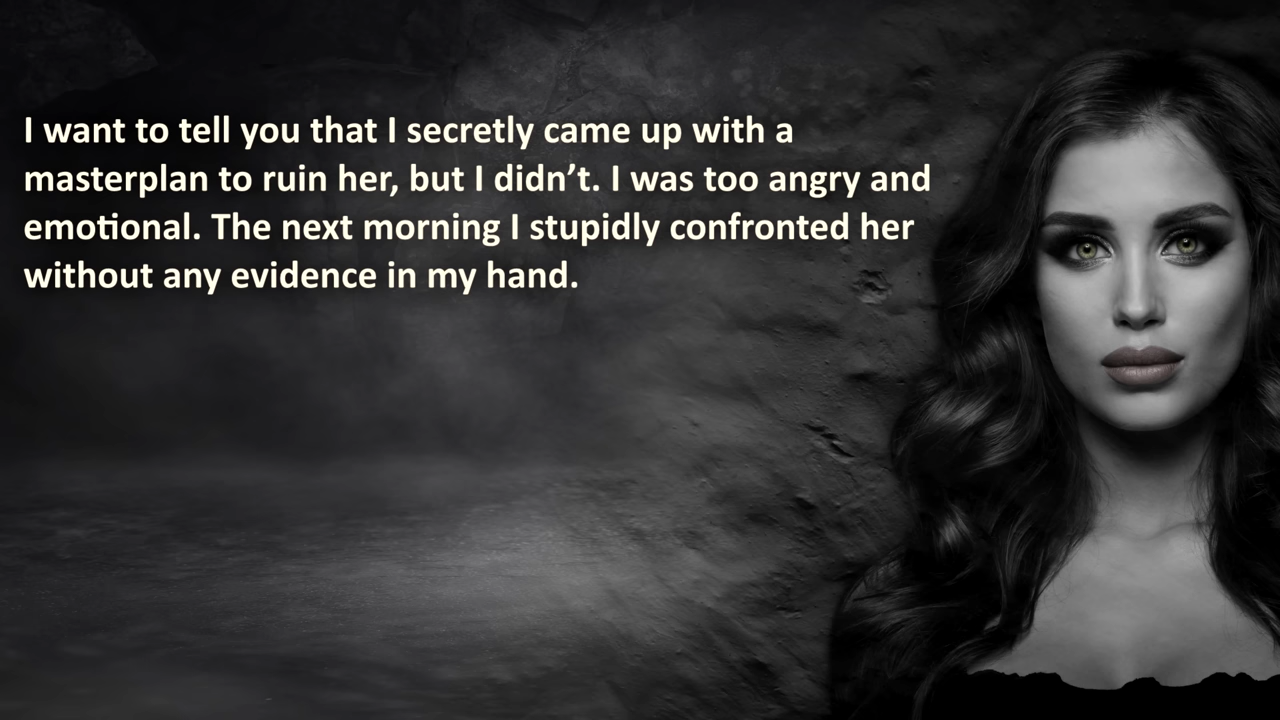 I want to tell you that I secretly came up with a
masterplan to ruin her, but I didn’t. I was too angry and
emotional. The next morning I stupidly confronted her
without any evidence in my hand.